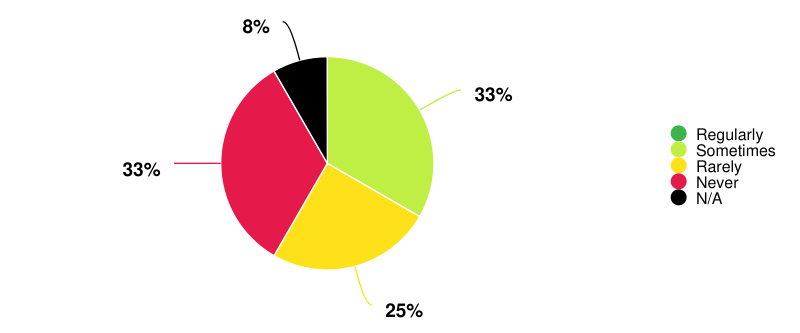 8%
33%
33%
25%
Regularly
Sometimes
Rarely
Never
N/A